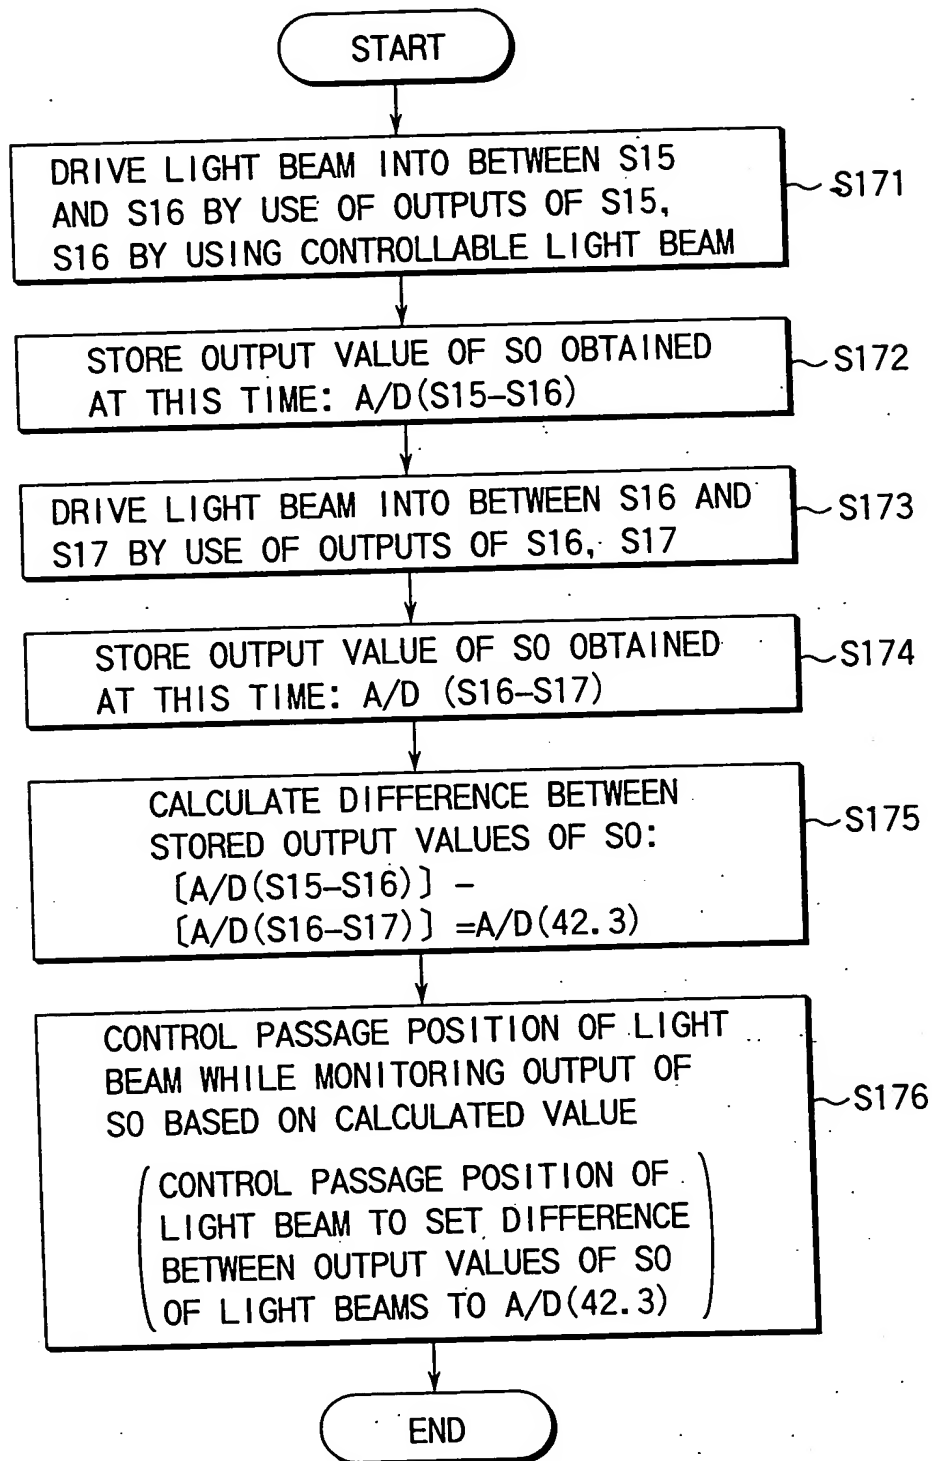 START
DRIVE LIGHT BEAM INTO BETWEEN S15
AND S16 BY USE OF OUTPUTS OF S15,
S16 BY USING CONTROLLABLE LIGHT BEAM
S171
STORE OUTPUT VALUE OF SO OBTAINED
AT THIS TIME: A/D(S15-S16)
S172
DRIVE LIGHT BEAM INTO BETWEEN S16 AND
S17 BY USE OF OUTPUTS OF S16, S17
S173
STORE OUTPUT VALUE OF SO OBTAINED
AT THIS TIME: A/D (S16-S17)
S174
CALCULATE DIFFERENCE BETWEEN
STORED OUTPUT VALUES OF SO:
[A/D(S15-S16)] -
[A/D(S16-S17)] =A/D(42.3)
S175
CONTROL PASSAGE POSITION OF LIGHT
BEAM WHILE MONITORING OUTPUT OF
SO BASED ON CALCULATED VALUE
(CONTROL PASSAGE POSITION OF
LIGHT BEAM TO SET DIFFERENCE
BETWEEN OUTPUT VALUES OF SO
OF LIGHT BEAMS TO A/D(42.3))
S176
END